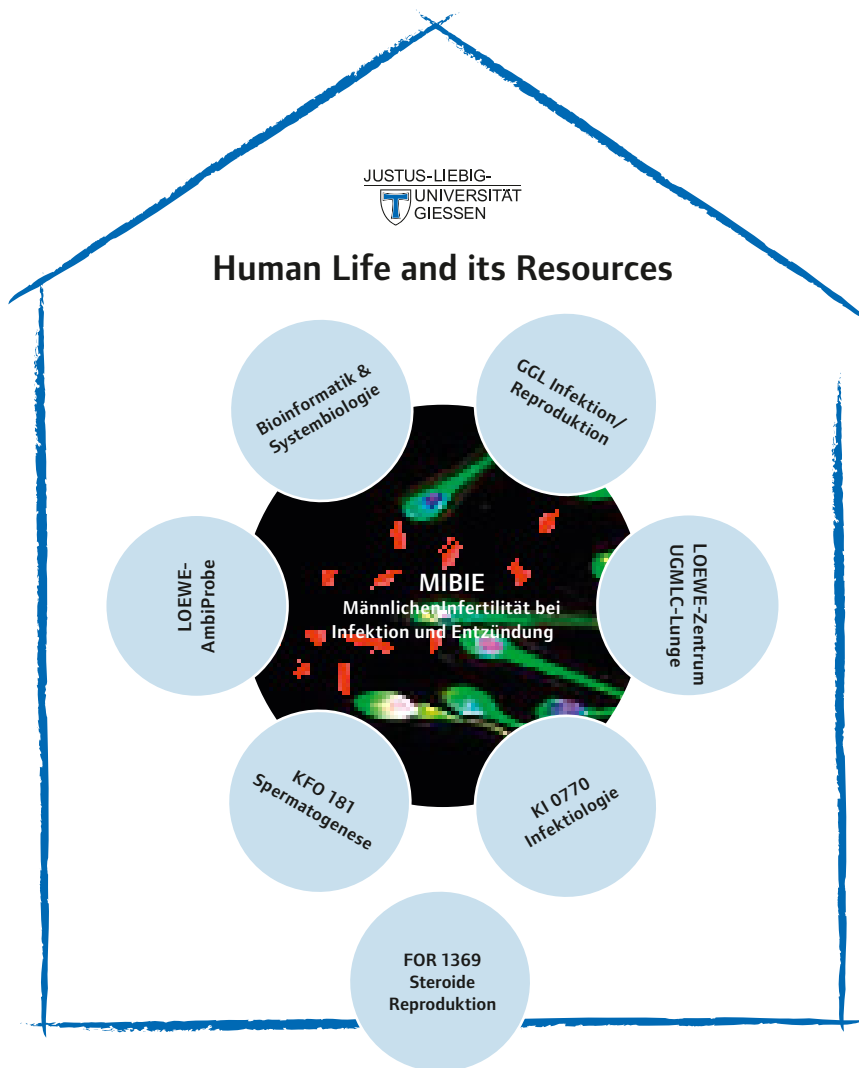 JUSTUS-LIEBIG-
UNIVERSITÄT
GIESSEN
Human Life and its Resources
Bioinformatik &
Systembiologie
GGL Infektion/
Reproduktion
LOEWE-
AmbiProbe
MIBIE
MännlichenInfertilität bei
Infektion und Entzündung
LOEWE-Zentrum
UGMLC-Lunge
KFO 181
Spermatogenese
KI 0770
Infektiologie
FOR 1369
Steroide
Reproduktion